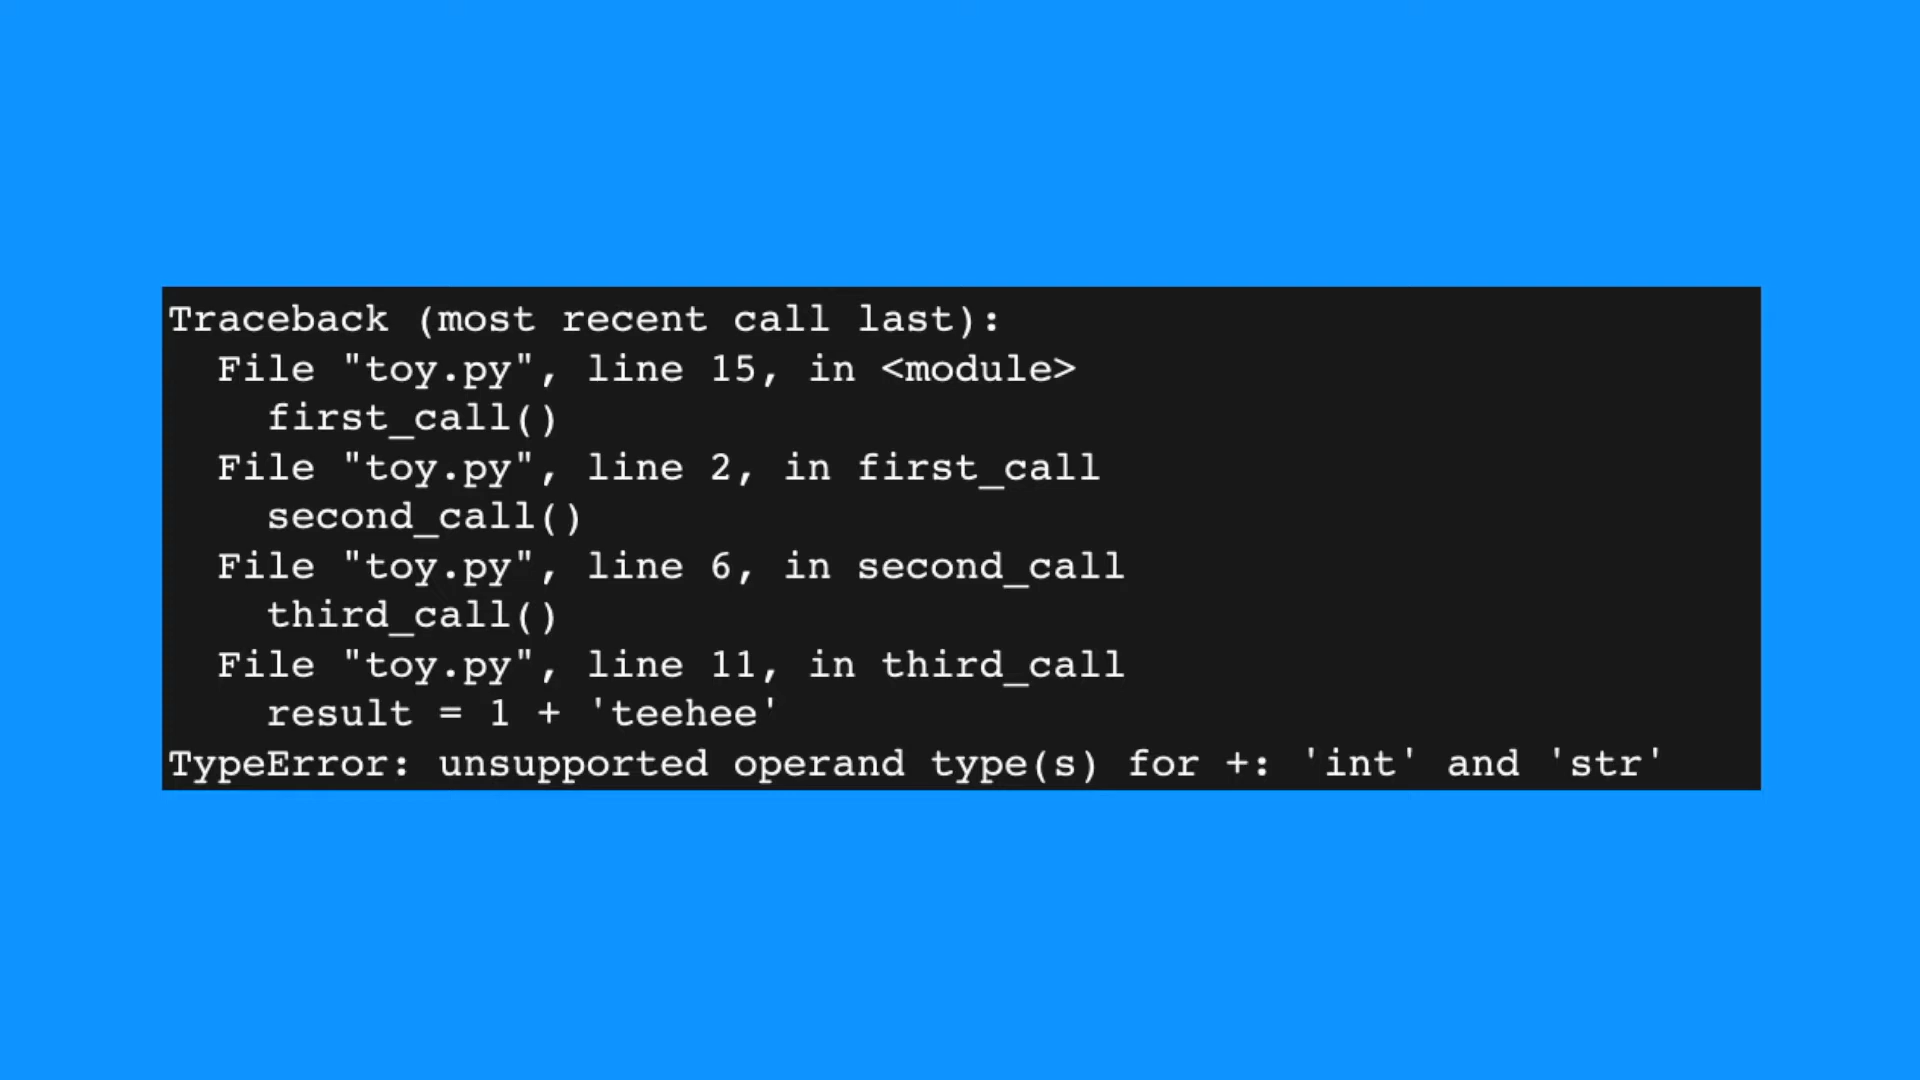 Traceback (most recent call last):
  File "toy.py", line 15, in <module>
    first_call()
  File "toy.py", line 2, in first_call
    second_call()
  File "toy.py", line 6, in second_call
    third_call()
  File "toy.py", line 11, in third_call
    result = 1 + 'teehee'
TypeError: unsupported operand type(s) for +: 'int' and 'str'